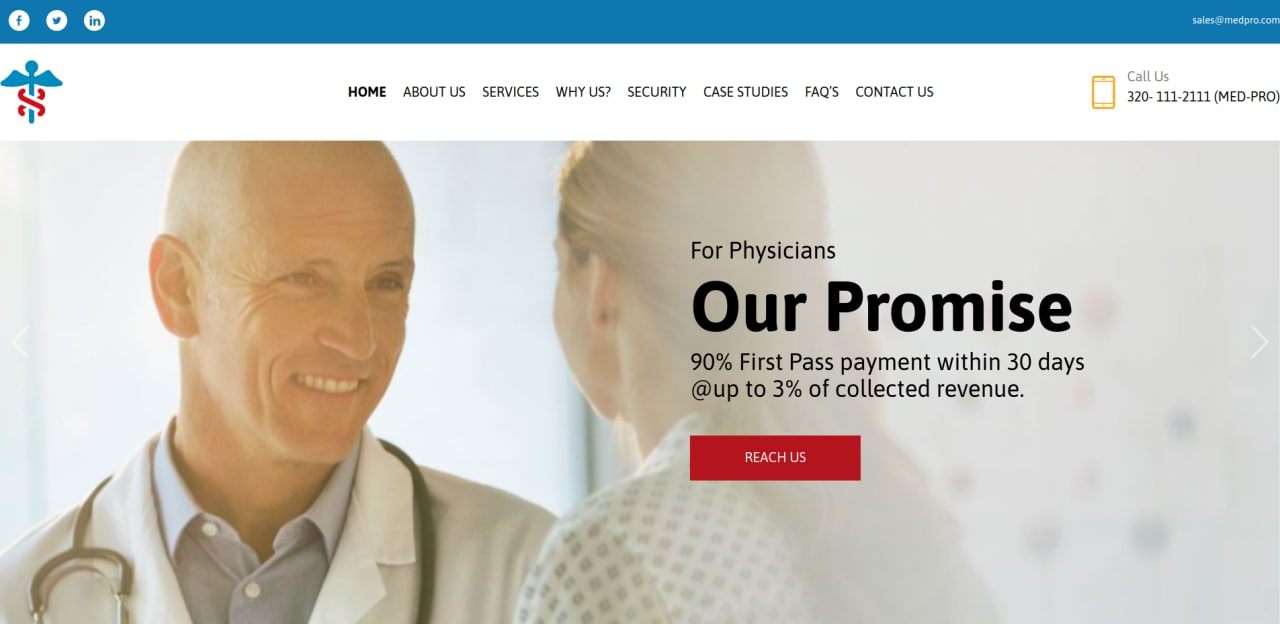 sales@medpro.com
HOME ABOUT US SERVICES WHY US? SECURITY CASE STUDIES FAQ'S CONTACT US
Call Us
320- 111-2111 (MED-PRO)
For Physicians
Our Promise
90% First Pass payment within 30 days
@up to 3% of collected revenue.
REACH US